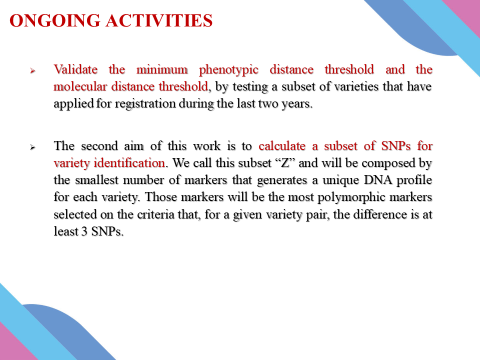 ONGOING ACTIVITIES
Validate the minimum phenotypic distance threshold and the
molecular distance threshold, by testing a subset of varieties that have
applied for registration during the last two years.
The second aim of this work is to calculate a subset of SNPs for
variety identification. We call this subset “Z” and will be composed by
the smallest number of markers that generates a unique DNA profile
for each variety. Those markers will be the most polymorphic markers
selected on the criteria that, for a given variety pair, the difference is at
least 3 SNPs.